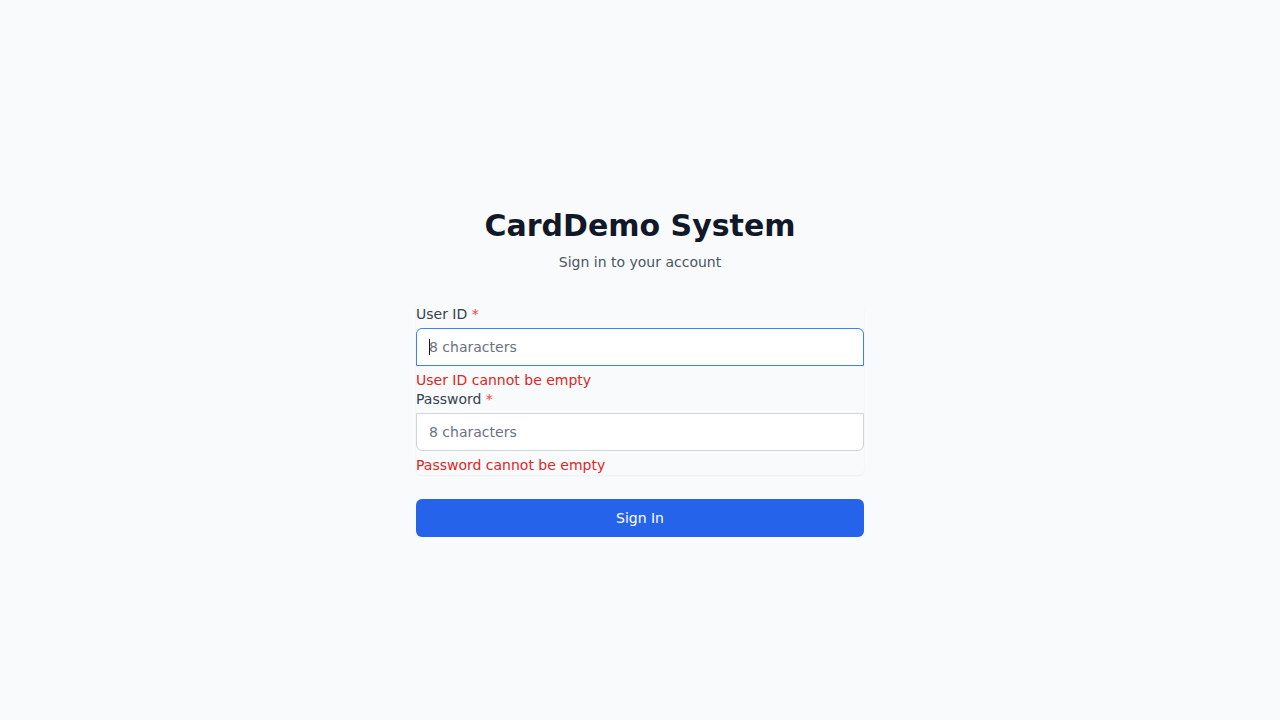 CardDemo System
Sign in to your account
User ID *
8 characters
User ID cannot be empty
Password *
8 characters
Password cannot be empty
Sign In